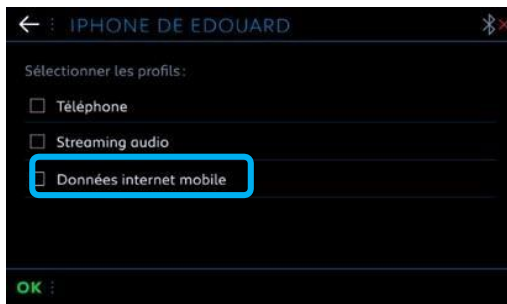 IPHONE DE EDOUARD
Sélectionner les profils:
Téléphone
Streaming audio
Données internet mobile
OK